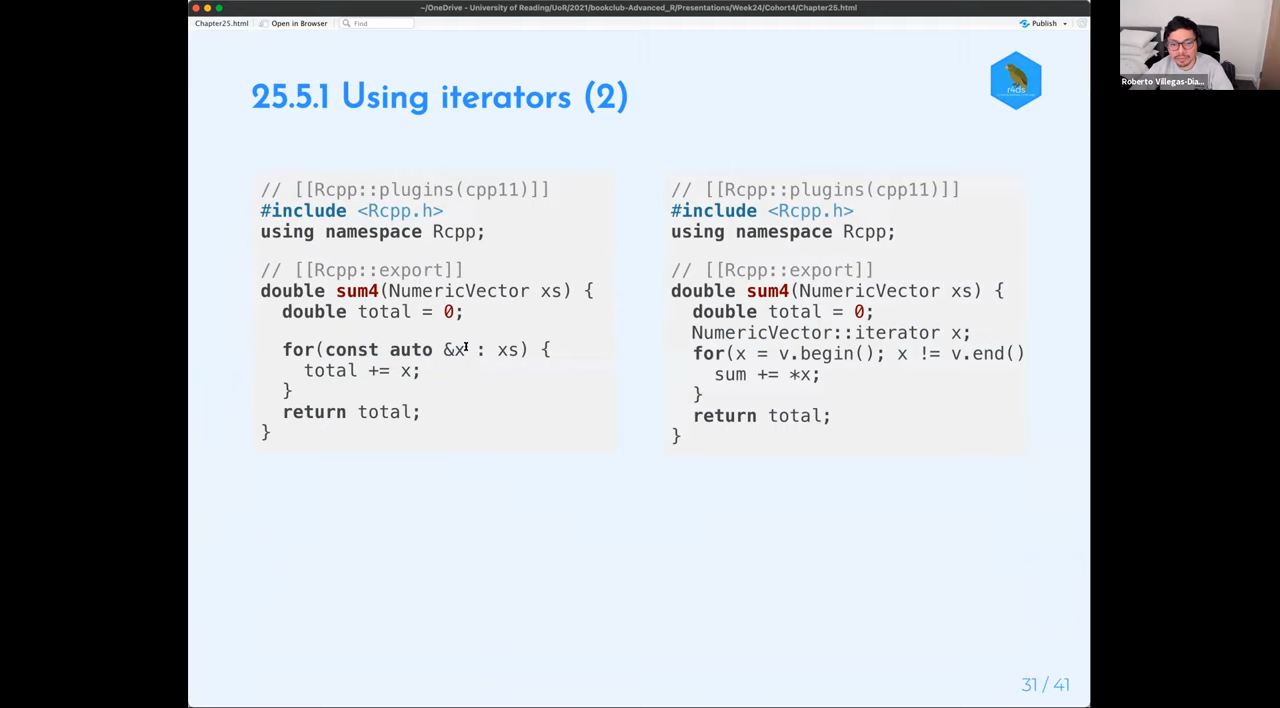 ~/OneDrive - University of Reading/UoR/2021/bookclub-Advanced_R/Presentations/Week24/Cohort4/Chapter25.html
Chapter25.html
Open in Browser
Find
Publish
Roberto Villegas-Dia...
25.5.1 Using iterators (2)
r4ds
// [[Rcpp::plugins(cpp11)]]
#include <Rcpp.h>
using namespace Rcpp;
// [[Rcpp::export]]
double sum4(NumericVector xs) {
double total = 0;
for(const auto &x : xs) {
total += x;
}
return total;
}
// [[Rcpp::plugins(cpp11)]]
#include <Rcpp.h>
using namespace Rcpp;
// [[Rcpp::export]]
double sum4(NumericVector xs) {
double total = 0;
NumericVector::iterator x;
for(x = v.begin(); x != v.end()
sum += *x;
}
return total;
}
31 / 41